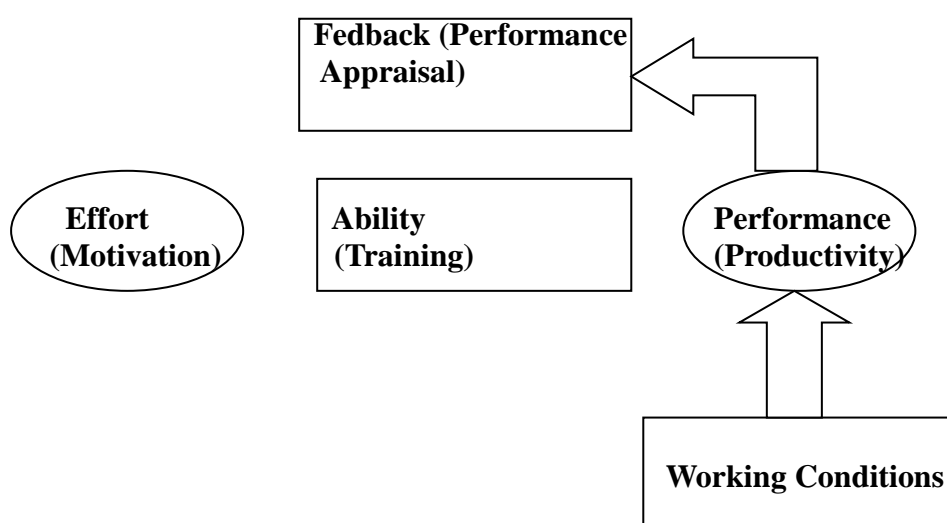 Fedback (Performance
Appraisal)
Effort
(Motivation)
Ability
(Training)
Performance
(Productivity)
Working Conditions